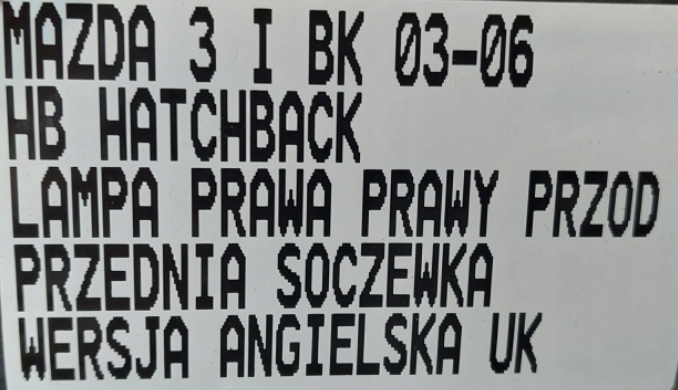 MAZDA 3 I BK 03-06
HB HATCHBACK
LAMPA PRAWA PRAWY PRZOD
PRZEDNIA SOCZEWKA
WERSJA ANGIELSKA UK